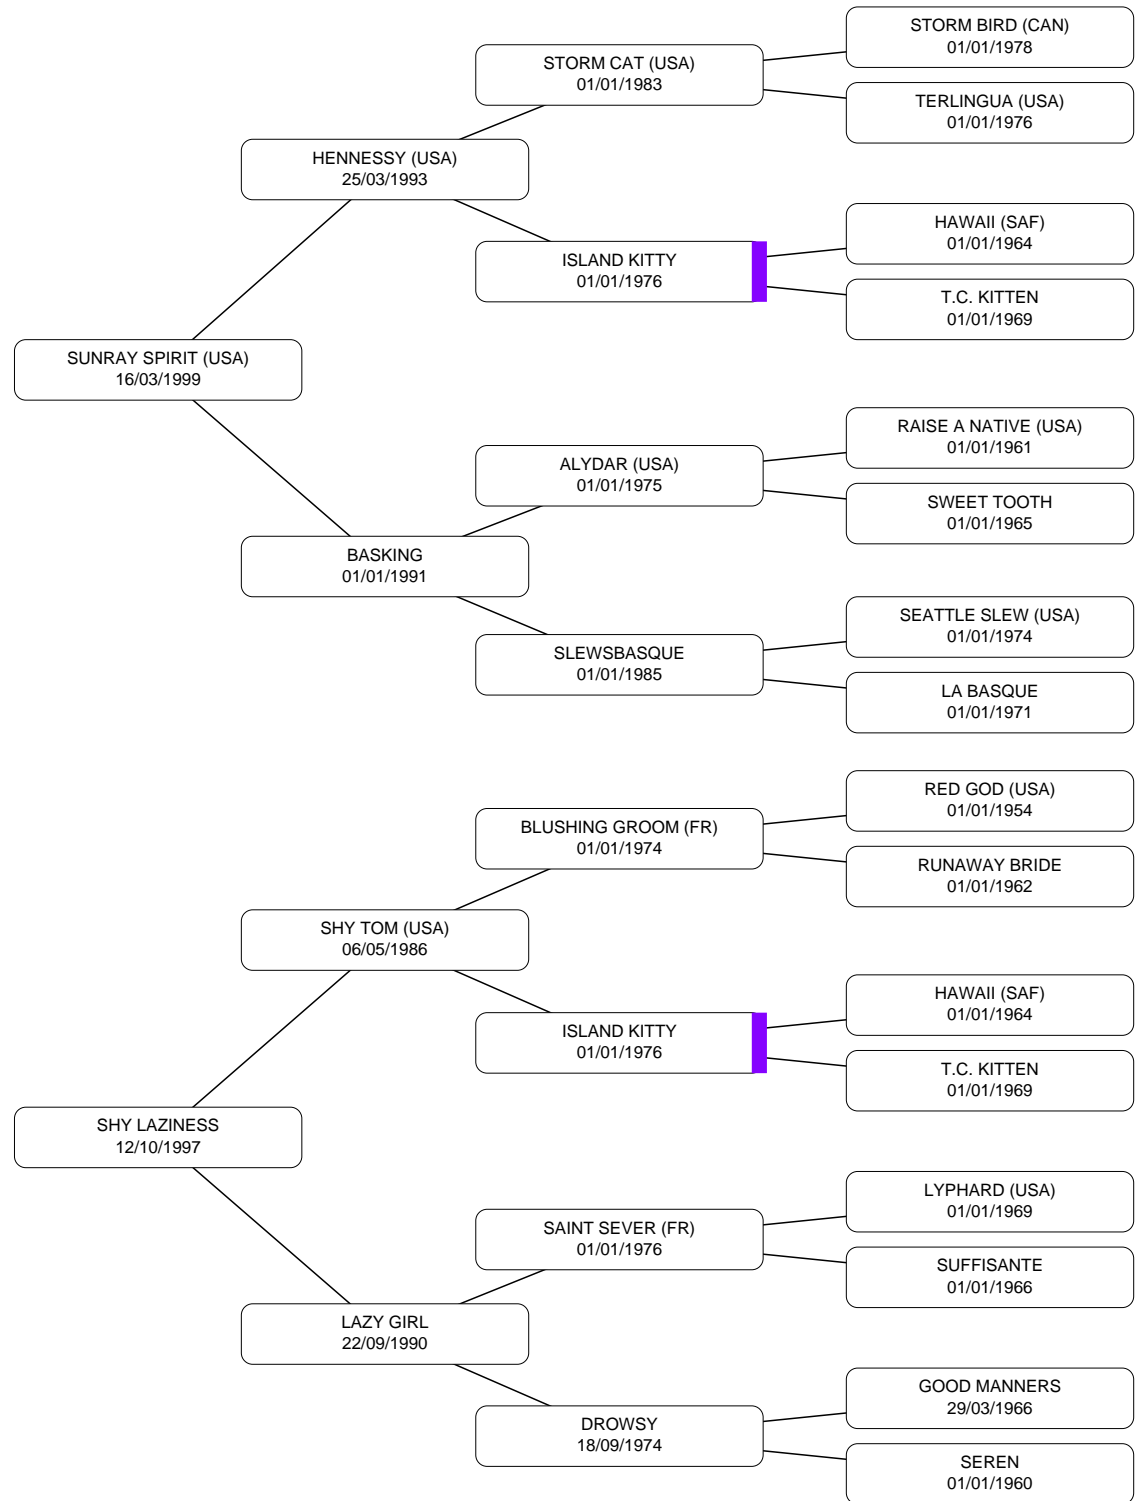 STORM BIRD (CAN)
01/01/1978
STORM CAT (USA)
01/01/1983
TERLINGUA (USA)
01/01/1976
HENNESSY (USA)
25/03/1993
HAWAII (SAF)
01/01/1964
ISLAND KITTY
01/01/1976
T.C. KITTEN
01/01/1969
SUNRAY SPIRIT (USA)
16/03/1999
RAISE A NATIVE (USA)
01/01/1961
ALYDAR (USA)
01/01/1975
SWEET TOOTH
01/01/1965
BASKING
01/01/1991
SEATTLE SLEW (USA)
01/01/1974
SLEWSBASQUE
01/01/1985
LA BASQUE
01/01/1971
RED GOD (USA)
01/01/1954
BLUSHING GROOM (FR)
01/01/1974
RUNAWAY BRIDE
01/01/1962
SHY TOM (USA)
06/05/1986
HAWAII (SAF)
01/01/1964
ISLAND KITTY
01/01/1976
T.C. KITTEN
01/01/1969
SHY LAZINESS
12/10/1997
LYPHARD (USA)
01/01/1969
SAINT SEVER (FR)
01/01/1976
SUFFISANTE
01/01/1966
LAZY GIRL
22/09/1990
GOOD MANNERS
29/03/1966
DROWSY
18/09/1974
SEREN
01/01/1960